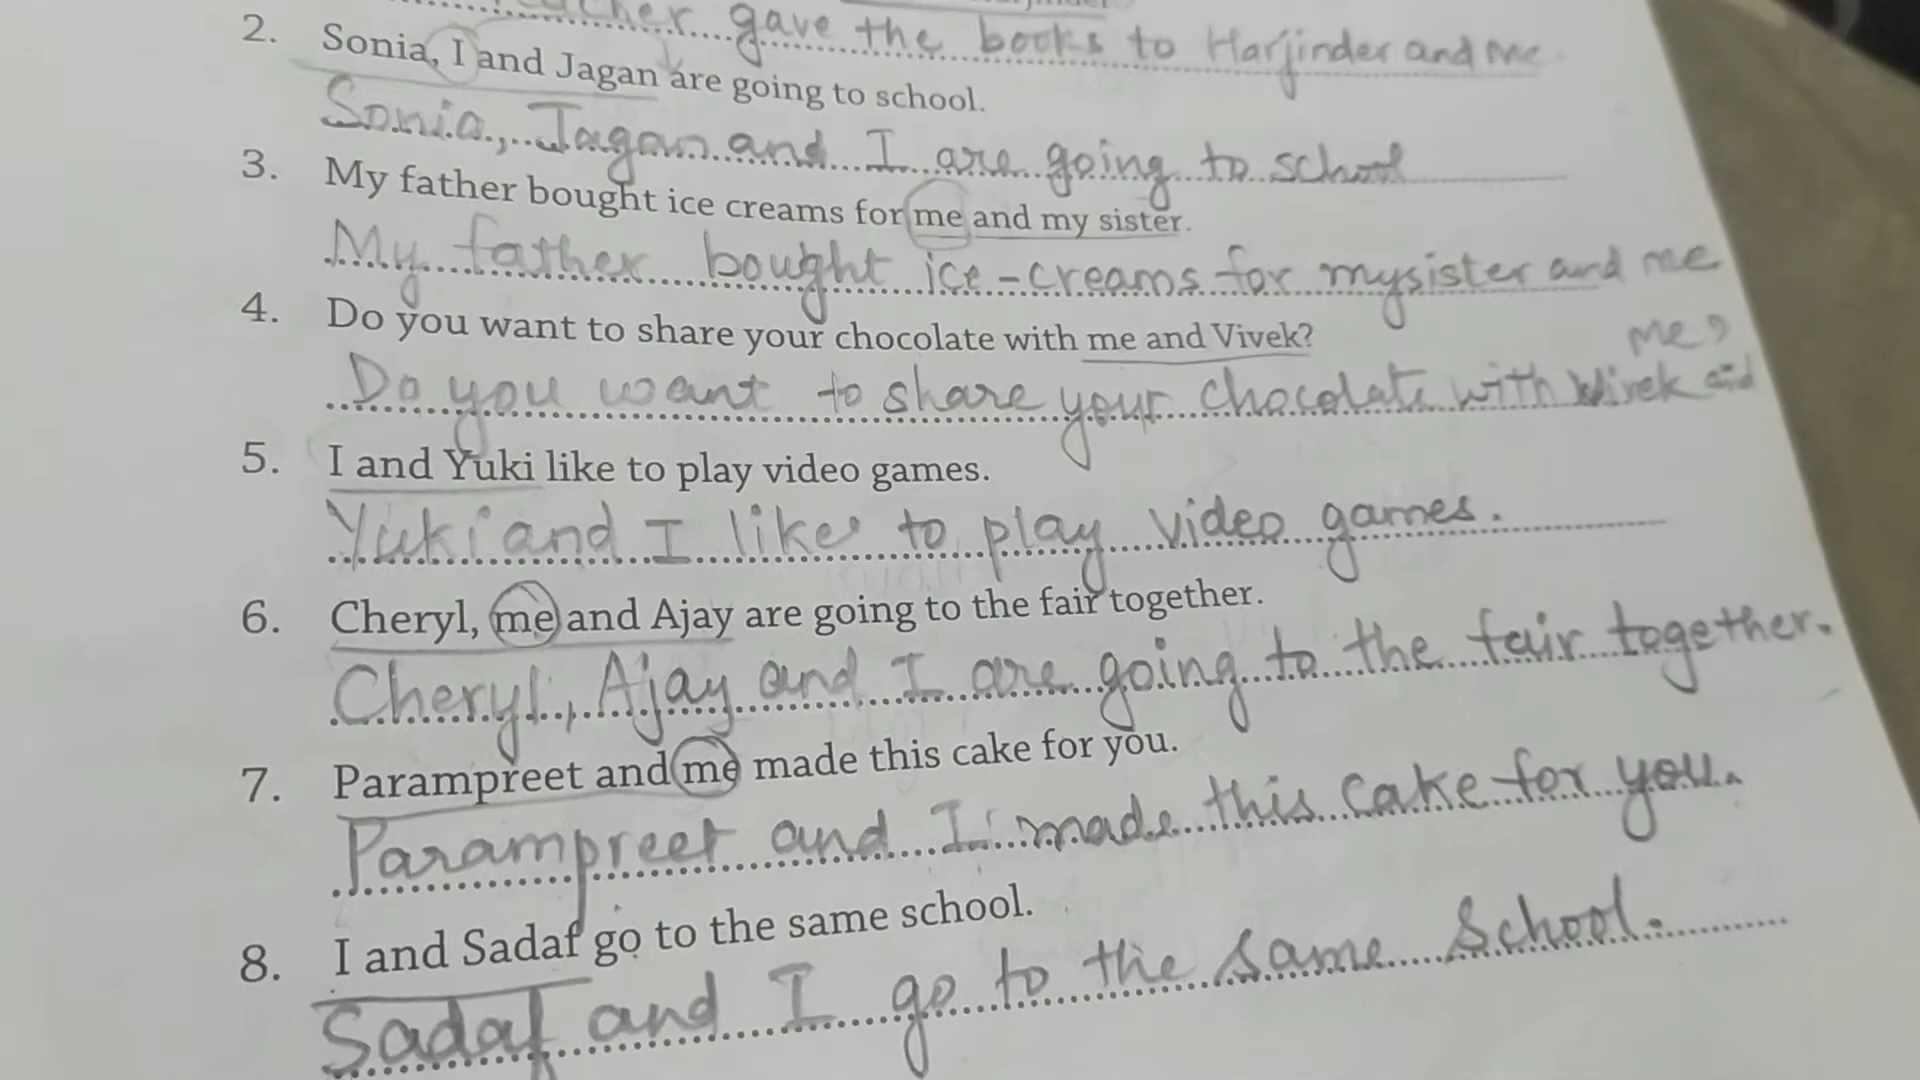 gave the books to Harjinder and me.
2. Sonia, I and Jagan are going to school.
Sonia, Jagan and I are going to school
3. My father bought ice creams for me and my sister.
My father bought ice-creams for my sister and me
4. Do you want to share your chocolate with me and Vivek?
me?
Do you want to share your chocolate with Vivek and
5. I and Yuki like to play video games.
Yuki and I like to play video games.
6. Cheryl, me and Ajay are going to the fair together.
Cheryl, Ajay and I are going to the fair together.
7. Parampreet and me made this cake for you.
Parampreet and I made this cake for you.
8. I and Sadaf go to the same school.
Sadaf and I go to the same School.